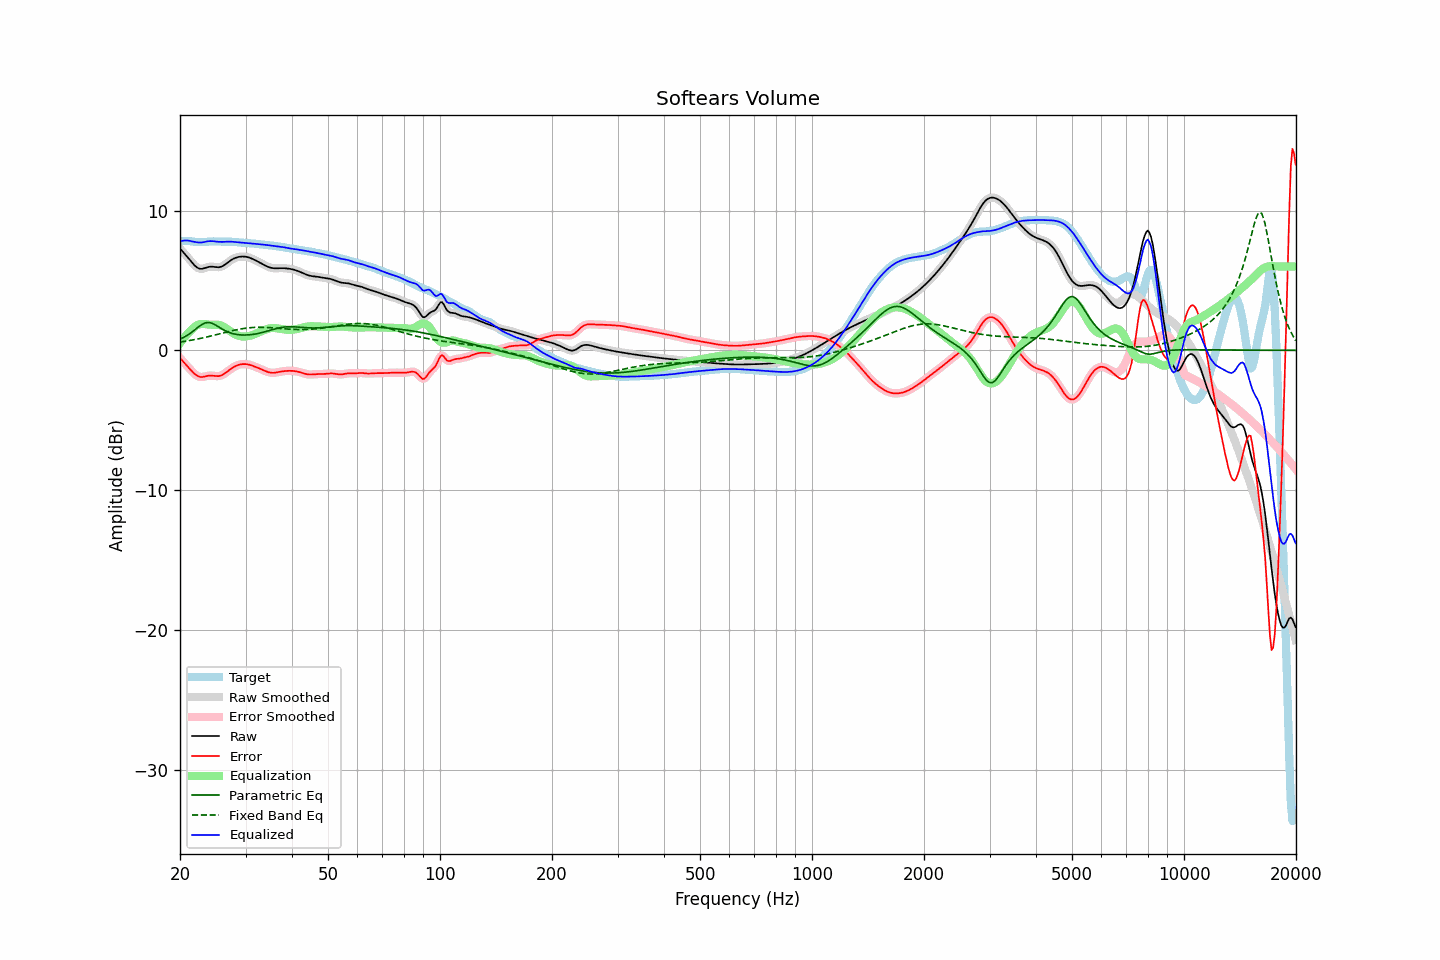 Softears Volume
Amplitude (dBr)
10
0
−10
−20
−30
Target
Raw Smoothed
Error Smoothed
Raw
Error
Equalization
Parametric Eq
Fixed Band Eq
Equalized
20 50 100 200 500 1000 2000 5000 10000 20000
Frequency (Hz)